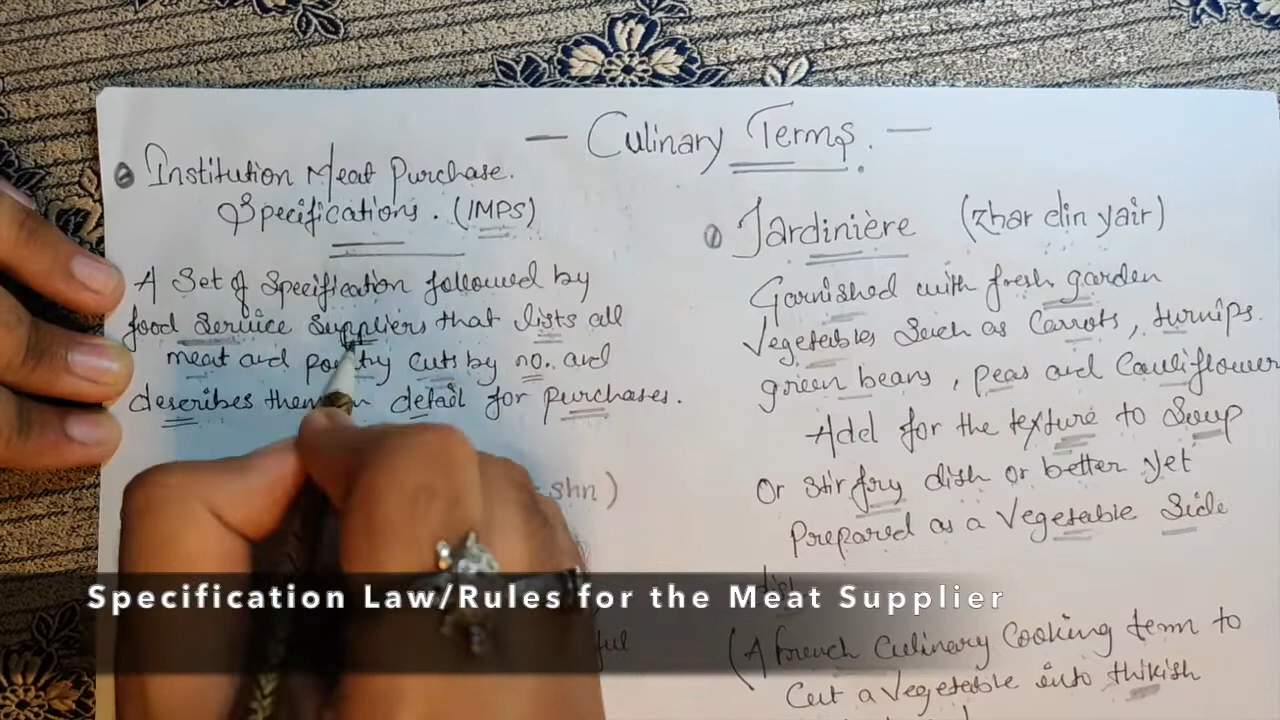 — Culinary Terms. —
Institution Meat Purchase.
Specifications. (IMPS)
A Set of Specification followed by
food Service Suppliers that lists all
meat and poultry cuts by no. and
describes them in detail for purchases.
shn)
ful
Jardinière (zhar din yair)
Garnished with fresh garden
Vegetables Such as Carrots, turnips.
green beans, peas and Cauliflower
Add for the texture to Soup
Or Stir fry dish or better yet
Prepared as a Vegetable Side
(A french Culinary Cooking term to
Cut a Vegetable into thikish
Specification Law/Rules for the Meat Supplier